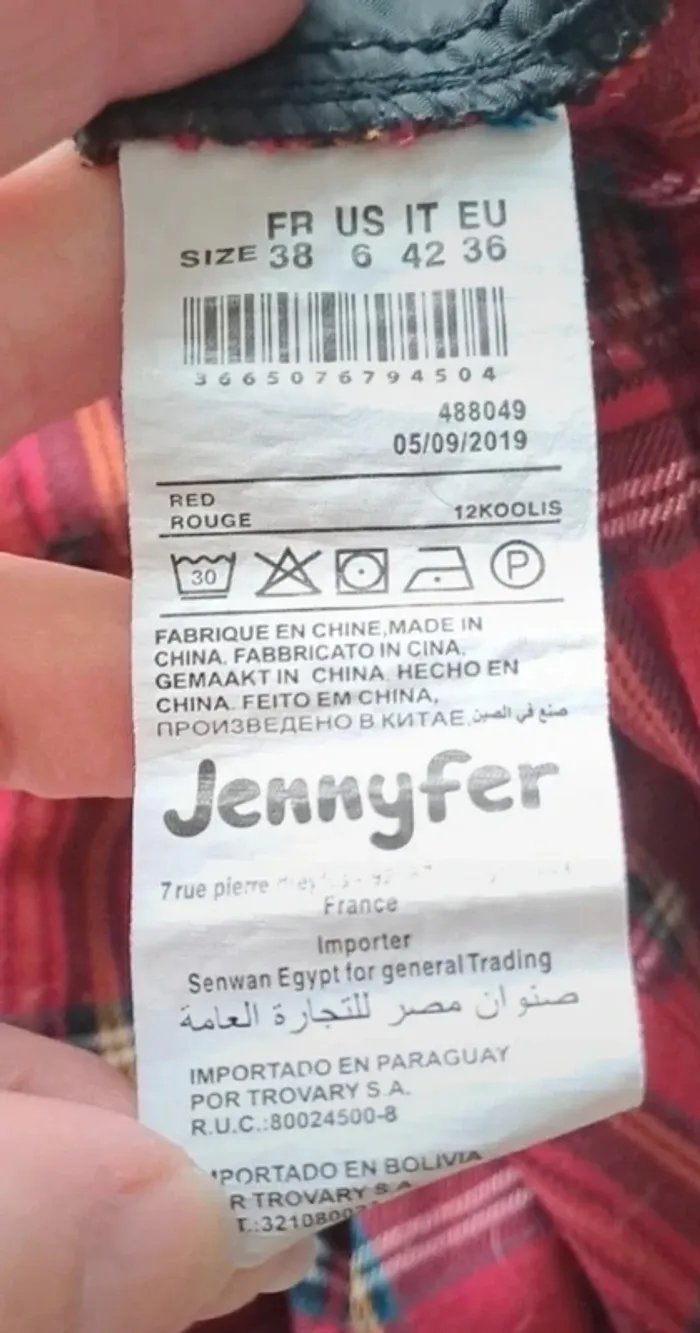 FR US IT EU
SIZE 38 6 42 36
3665076794504
488049
05/09/2019
RED
ROUGE 12KOOLIS
30 P
FABRIQUE EN CHINE,MADE IN
CHINA. FABBRICATO IN CINA.
GEMAAKT IN CHINA. HECHO EN
CHINA. FEITO EM CHINA,
ПРОИЗВЕДЕНО В КИТАЕ,صنع في الصين
Jennyfer
7 rue pierre
France
Importer
Senwan Egypt for general Trading
صنوان مصر للتجارة العامة
IMPORTADO EN PARAGUAY
POR TROVARY S.A.
R.U.C.:80024500-8
EN BOLIVIA
TROVARY S.A